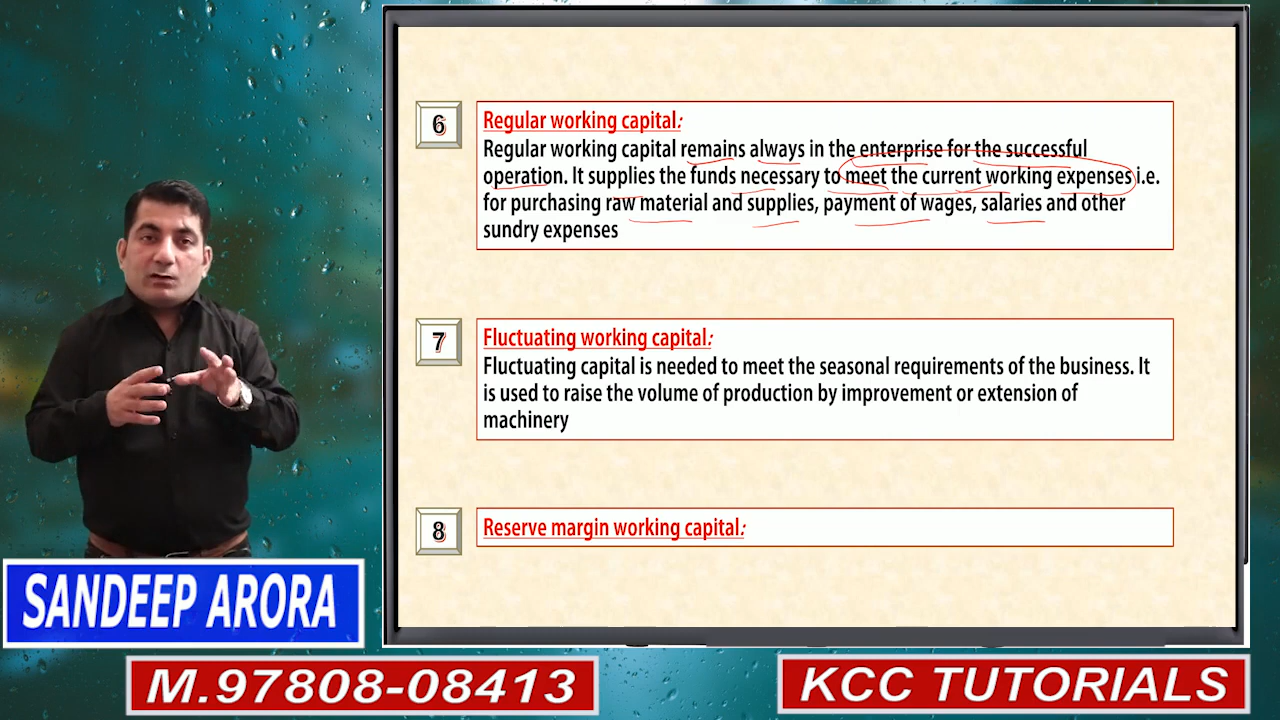 6
Regular working capital:
Regular working capital remains always in the enterprise for the successful
operation. It supplies the funds necessary to meet the current working expenses i.e.
for purchasing raw material and supplies, payment of wages, salaries and other
sundry expenses
7
Fluctuating working capital:
Fluctuating capital is needed to meet the seasonal requirements of the business. It
is used to raise the volume of production by improvement or extension of
machinery
8
Reserve margin working capital:
SANDEEP ARORA
M.97808-08413
KCC TUTORIALS